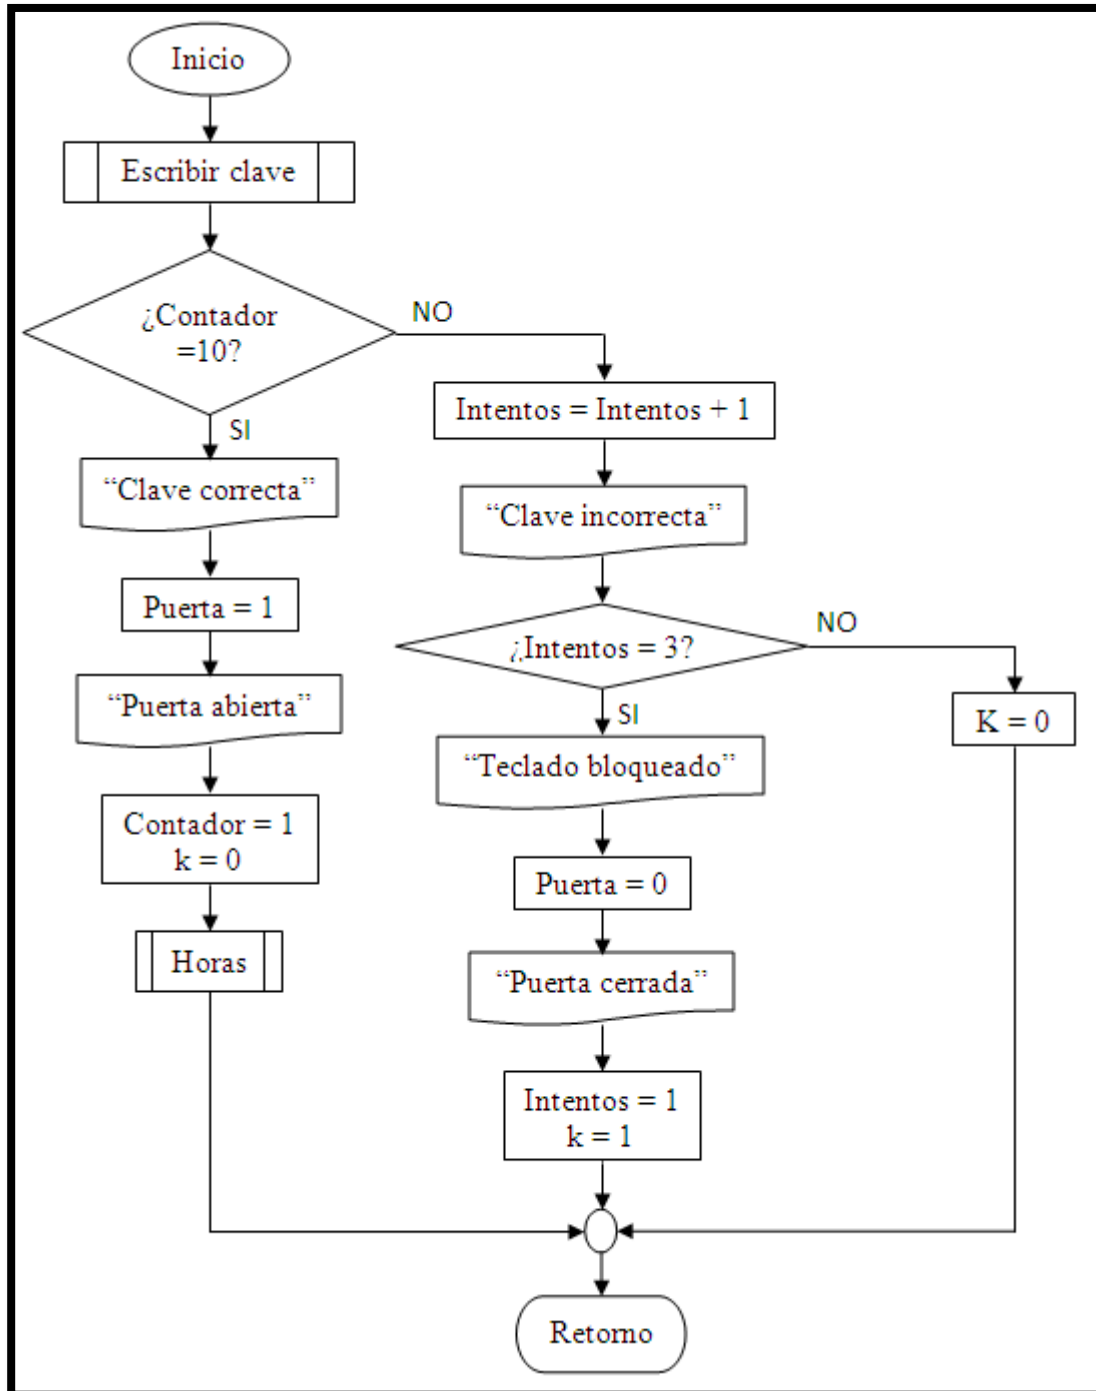 Inicio
Escribir clave
¿Contador
=10?
NO
SI
“Clave correcta”
Puerta = 1
“Puerta abierta”
Contador = 1
k = 0
Horas
Intentos = Intentos + 1
“Clave incorrecta”
¿Intentos = 3?
NO
K = 0
SI
“Teclado bloqueado”
Puerta = 0
“Puerta cerrada”
Intentos = 1
k = 1
Retorno